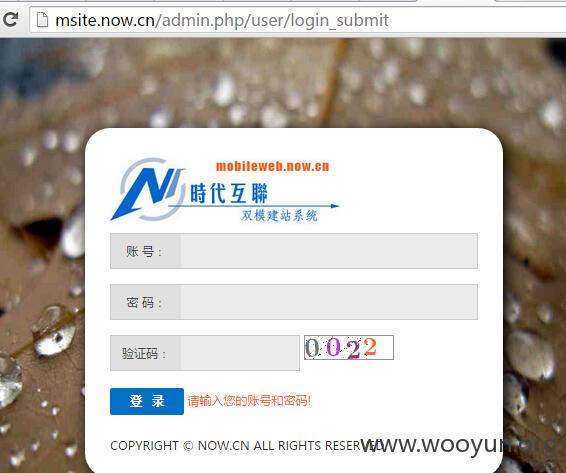 msite.now.cn/admin.php/user/login_submit
mobileweb.now.cn
時代互聯
双模建站系统
账 号：
密 码：
验证码：
0022
登 录 请输入您的账号和密码!
COPYRIGHT © NOW.CN ALL RIGHTS RESERVED
www.wooyun.org